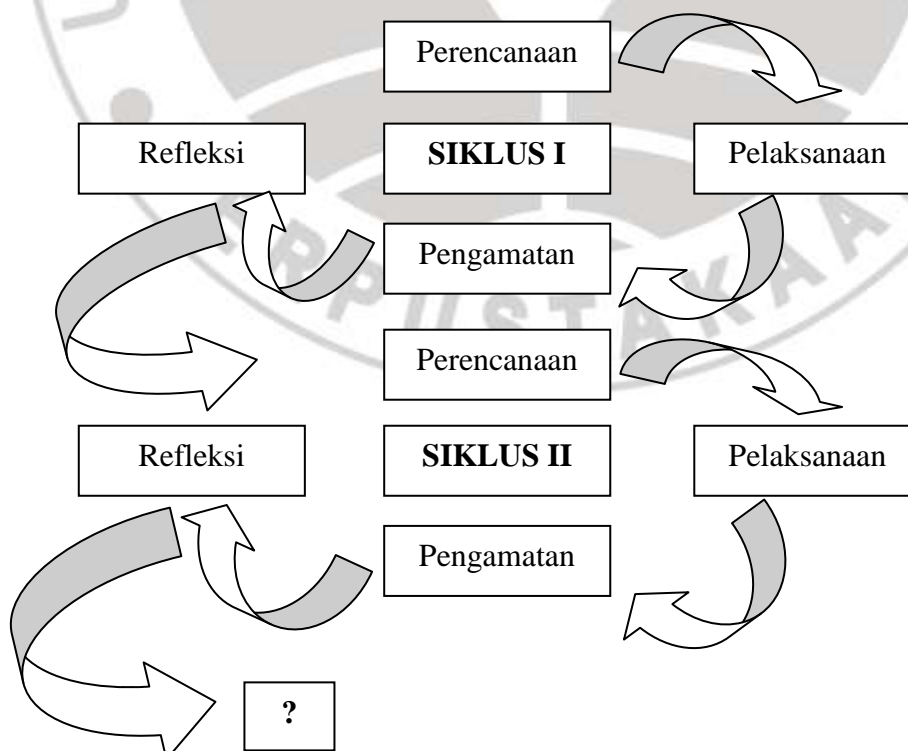 Perencanaan
Refleksi
SIKLUS I
Pelaksanaan
Pengamatan
Perencanaan
Refleksi
SIKLUS II
Pelaksanaan
Pengamatan
?